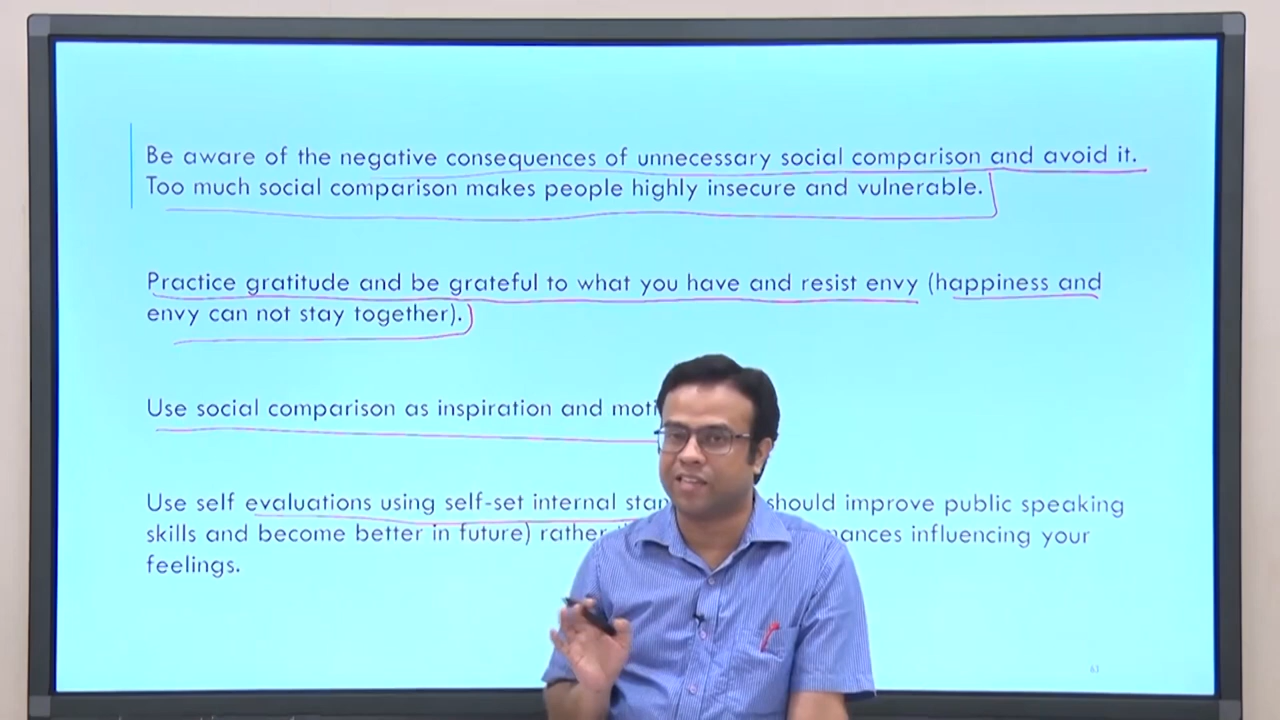 Be aware of the negative consequences of unnecessary social comparison and avoid it.
Too much social comparison makes people highly insecure and vulnerable.
Practice gratitude and be grateful to what you have and resist envy (happiness and
envy can not stay together).
Use social comparison as inspiration and
Use self evaluations using self-set internal should improve public speaking
skills and become better in future) rather influencing your
feelings.